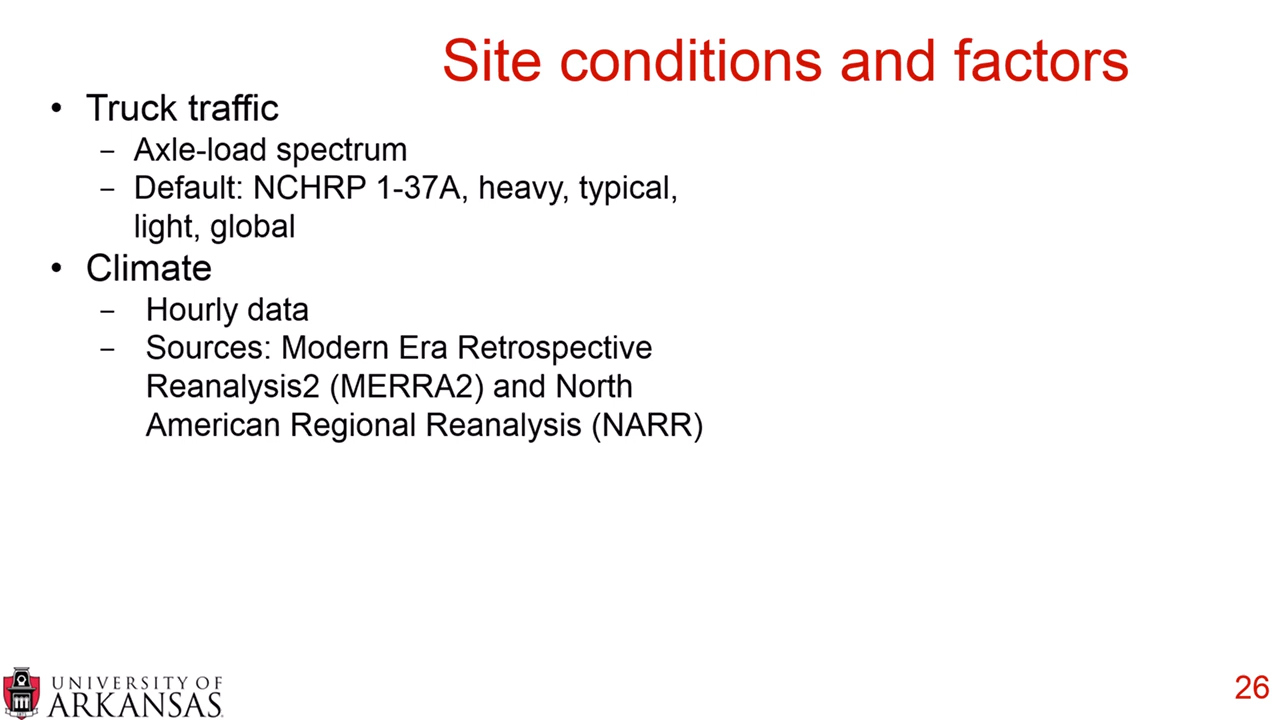 Site conditions and factors
• Truck traffic
– Axle-load spectrum
– Default: NCHRP 1-37A, heavy, typical,
light, global
• Climate
– Hourly data
– Sources: Modern Era Retrospective
Reanalysis2 (MERRA2) and North
American Regional Reanalysis (NARR)
UNIVERSITY OF
ARKANSAS
26